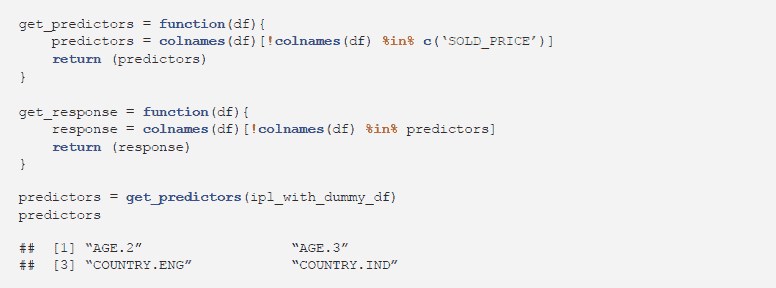 get_predictors = function(df){
    predictors = colnames(df)[!colnames(df) %in% c(‘SOLD_PRICE’)]
    return (predictors)
}
get_response = function(df){
    response = colnames(df)[!colnames(df) %in% predictors]
    return (response)
}
predictors = get_predictors(ipl_with_dummy_df)
predictors
## [1] “AGE.2” “AGE.3”
## [3] “COUNTRY.ENG” “COUNTRY.IND”